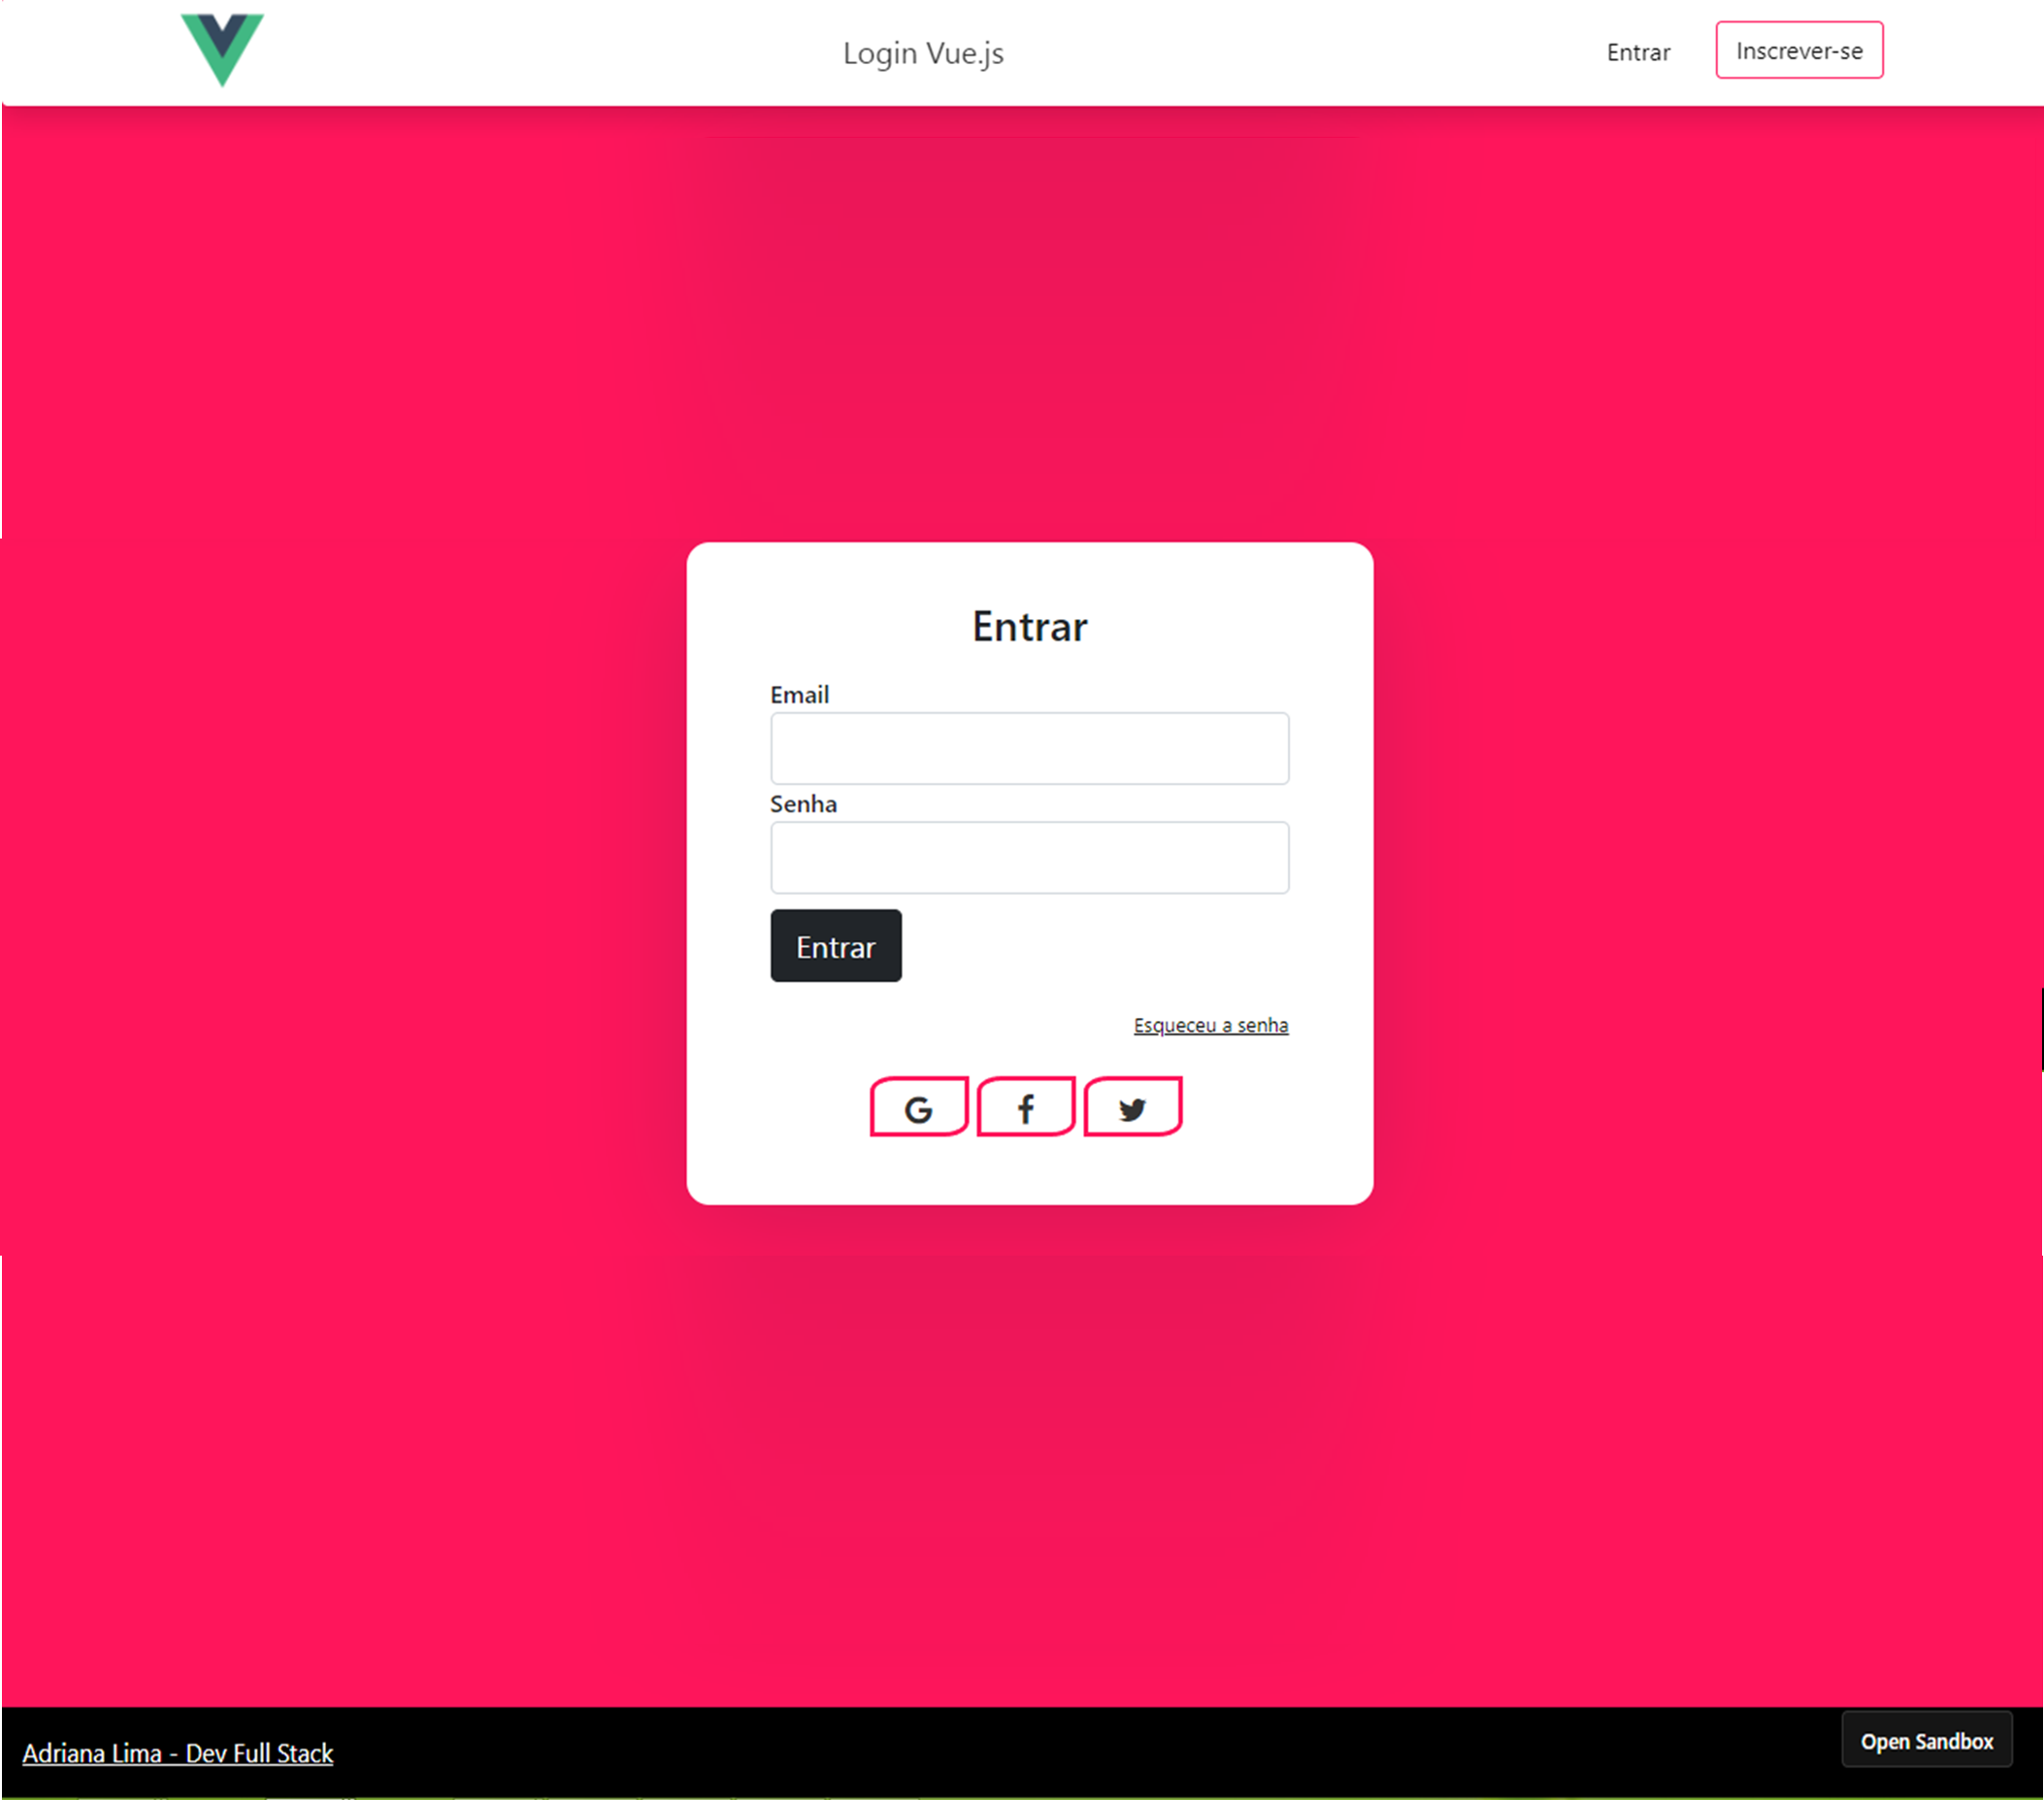 Login Vue.js
Entrar
Inscrever-se
Entrar
Email
Senha
Entrar
Esqueceu a senha
Adriana Lima - Dev Full Stack
Open Sandbox